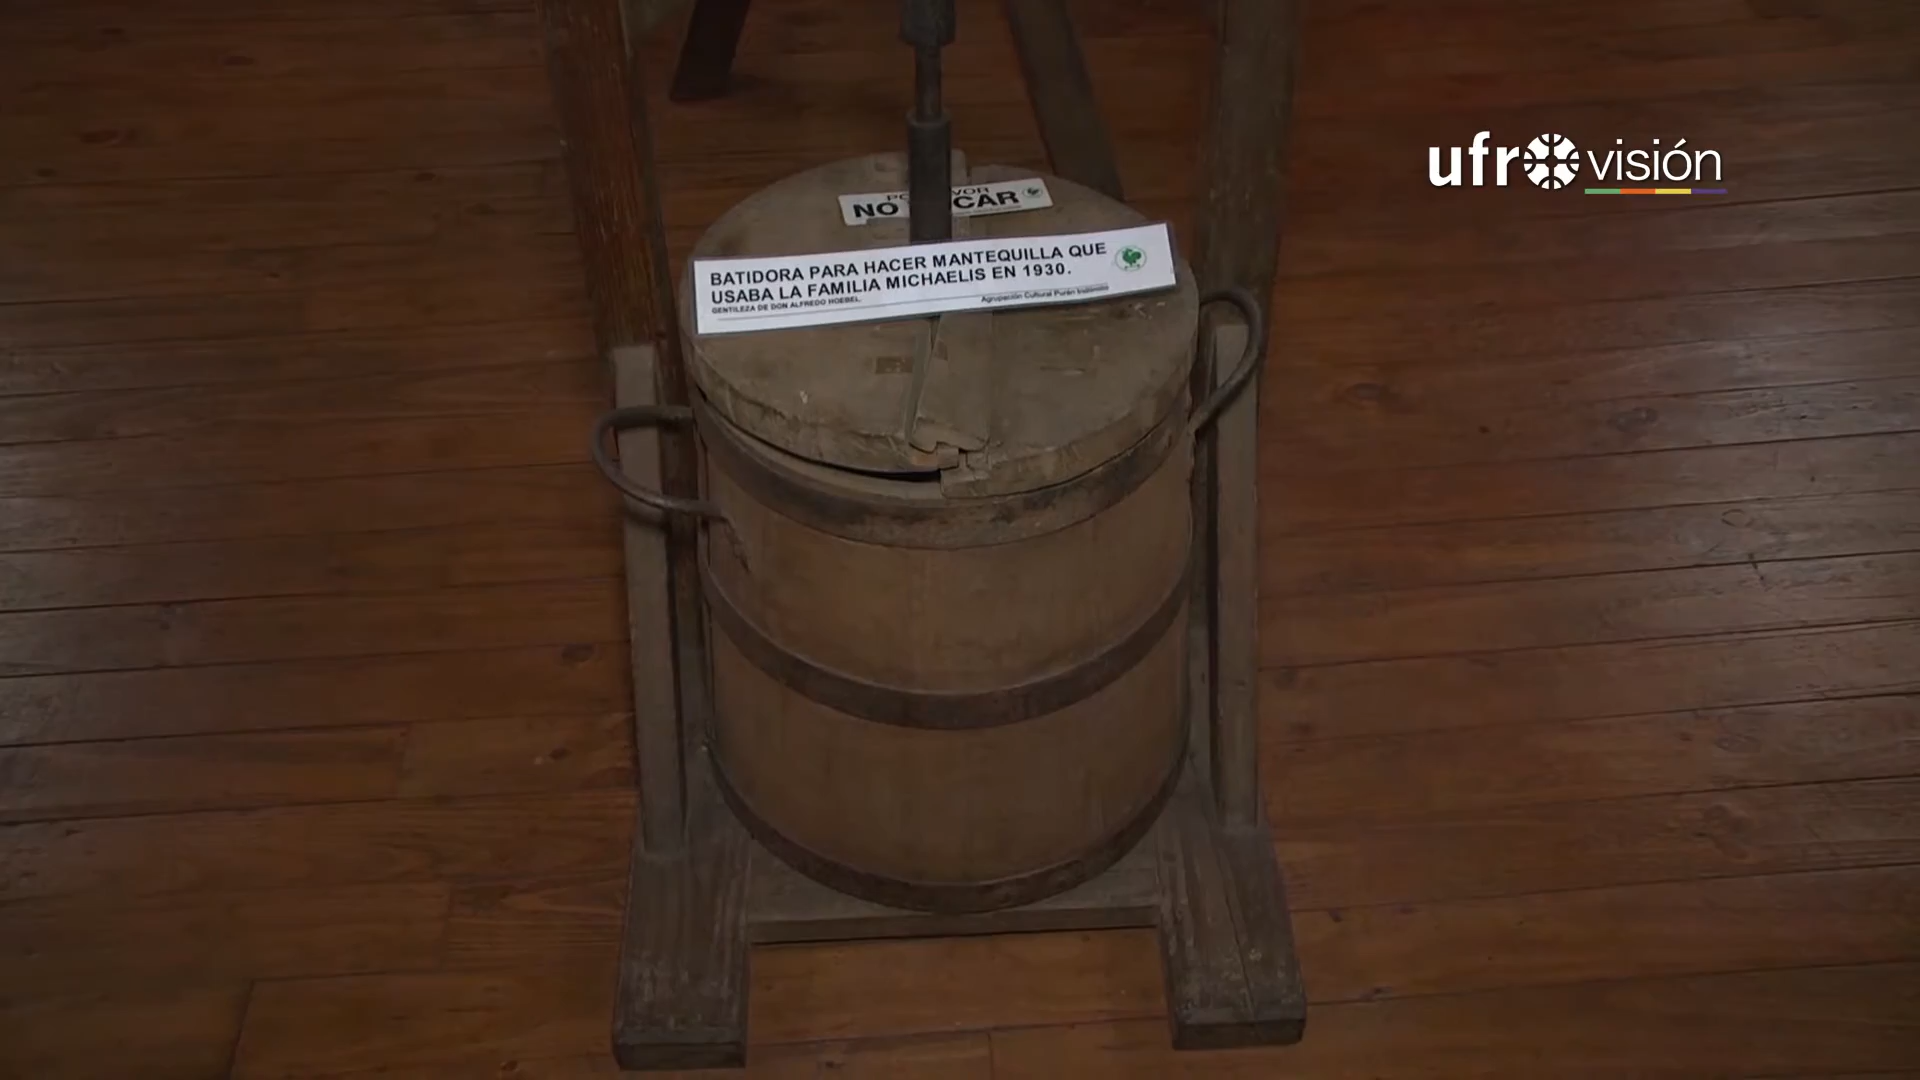 ufro visión
NO CAR
BATIDORA PARA HACER MANTEQUILLA QUE
USABA LA FAMILIA MICHAELIS EN 1930.
GENTILEZA DE DON ALFREDO HOEBEL.
Agrupación Cultural Purén Indómito